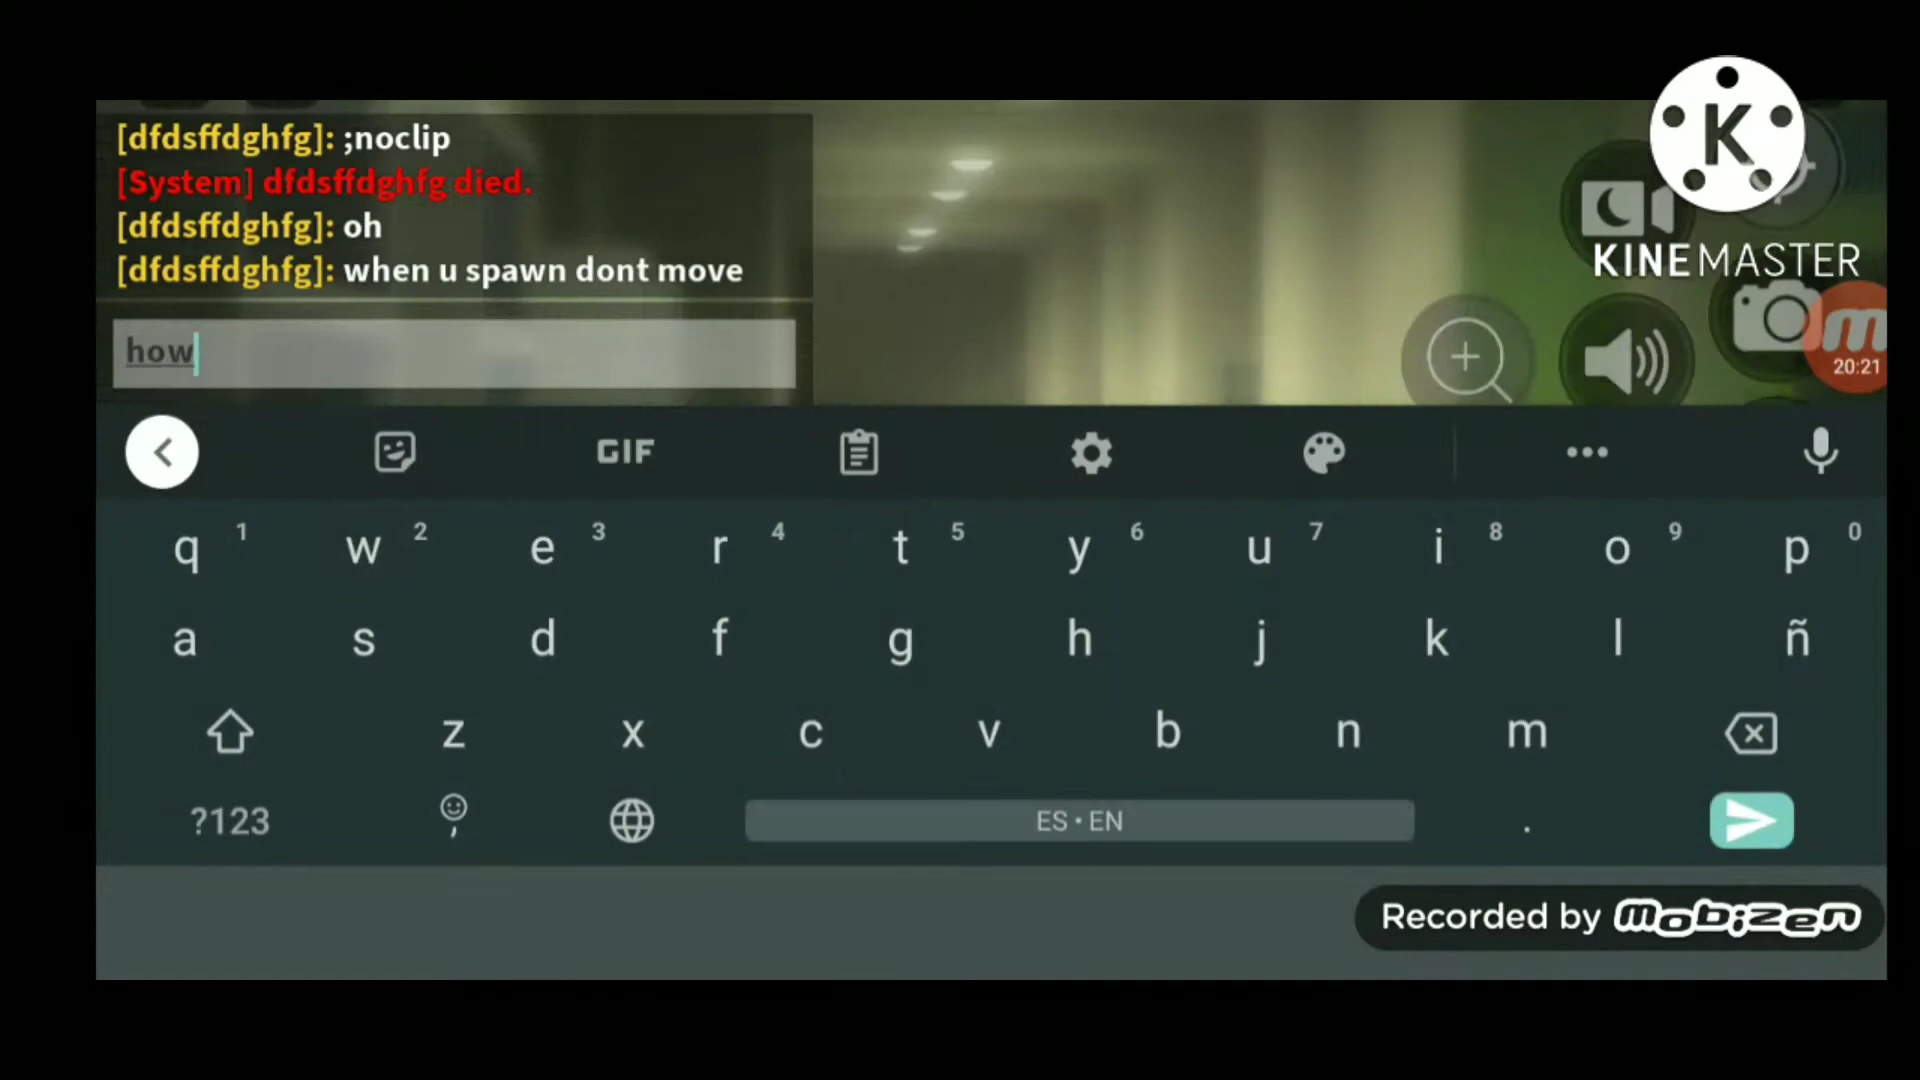 [dfdsffdghfg]: ;noclip
[System] dfdsffdghfg died.
[dfdsffdghfg]: oh
[dfdsffdghfg]: when u spawn dont move
how
K
KINEMASTER
m
20:21
GIF
q 1 w 2 e 3 r 4 t 5 y 6 u 7 i 8 o 9 p 0
a s d f g h j k l ñ
z x c v b n m
?123 , ES • EN .
Recorded by mobizen